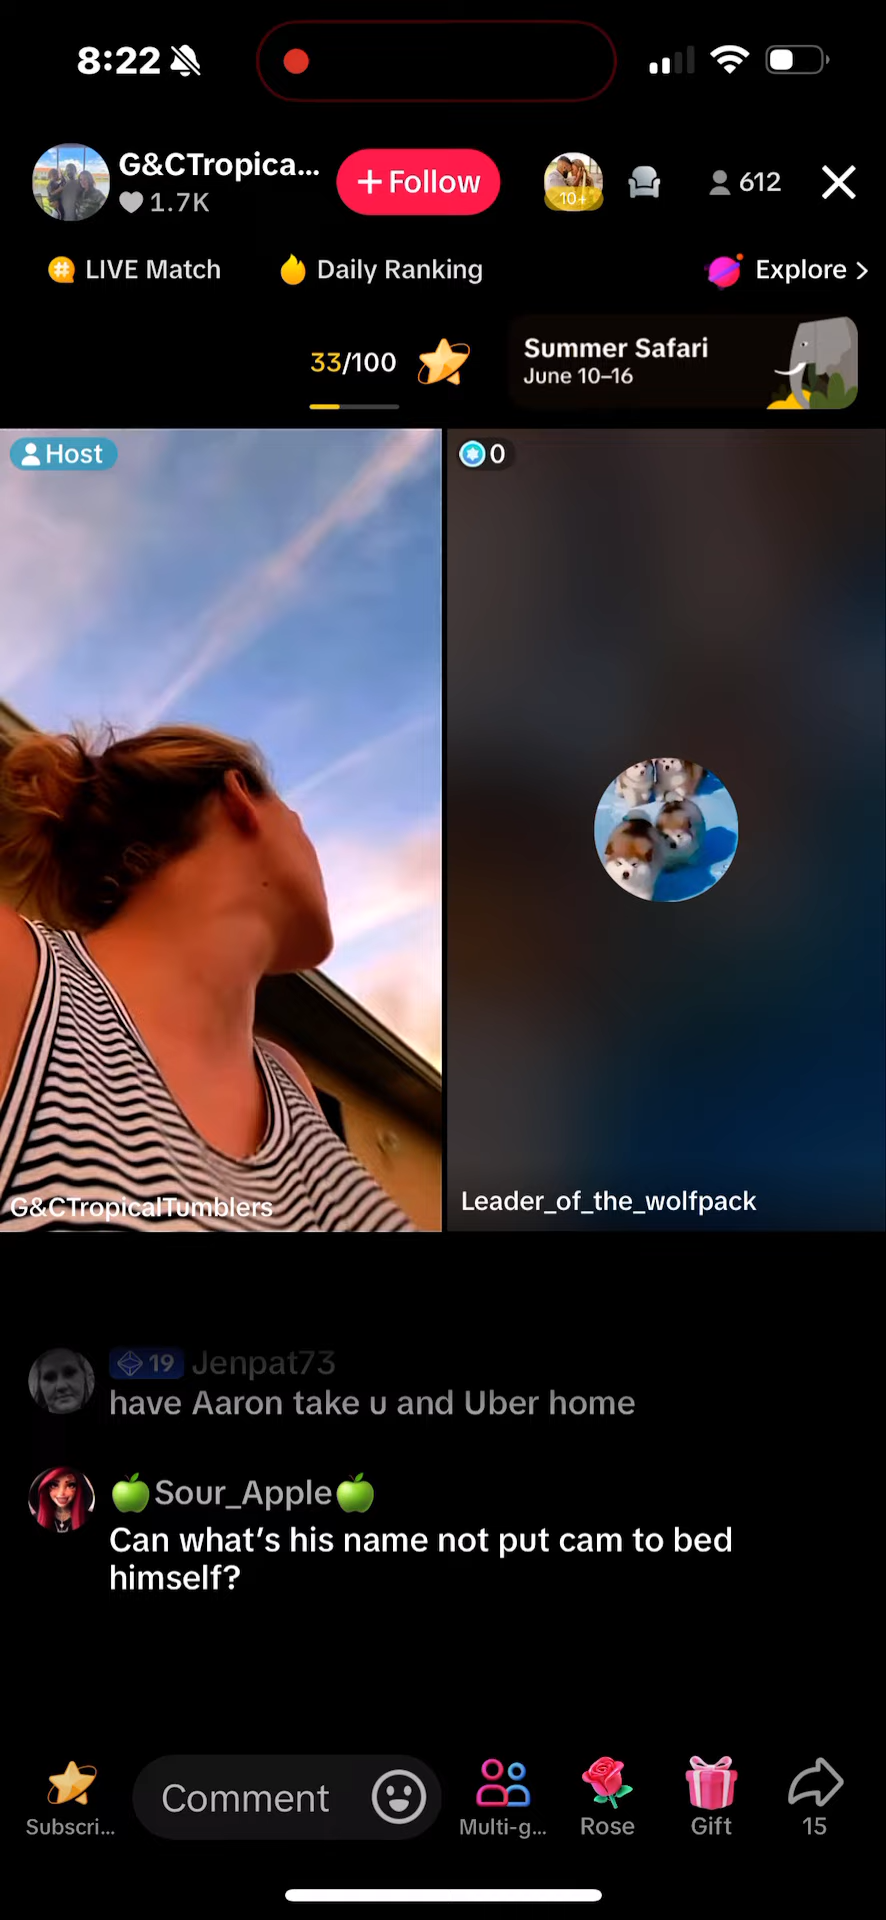 8:22
G&CTropica...
1.7K
+ Follow
10+
612
LIVE Match
Daily Ranking
Explore >
33/100
Summer Safari
June 10–16
Host
0
G&CTropicalTumblers
Leader_of_the_wolfpack
19 Jenpat73
have Aaron take u and Uber home
🍏Sour_Apple🍏
Can what's his name not put cam to bed
himself?
Comment
Subscri...
Multi-g...
Rose
Gift
15